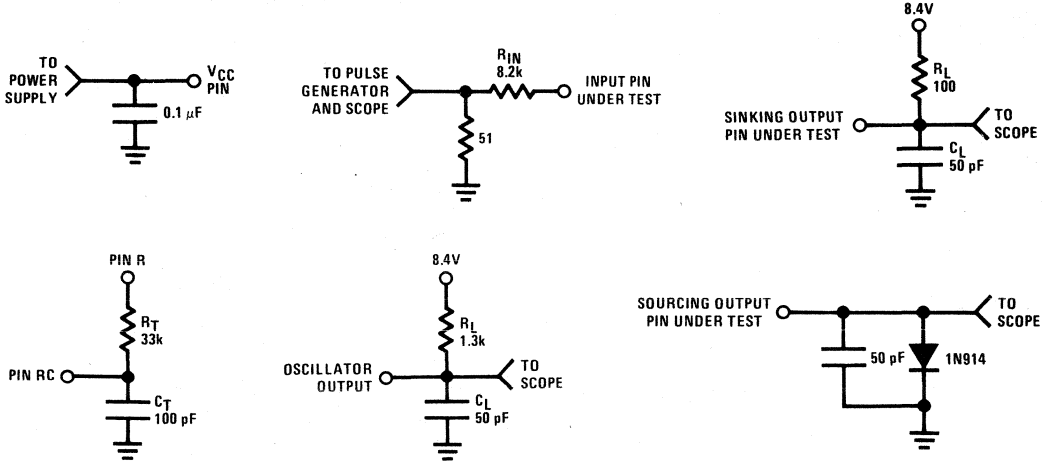 TO
POWER
SUPPLY
VCC
PIN
0.1 μF
TO PULSE
GENERATOR
AND SCOPE
RIN
8.2k
INPUT PIN
UNDER TEST
51
8.4V
RL
100
SINKING OUTPUT
PIN UNDER TEST
TO
SCOPE
CL
50 pF
PIN R
RT
33k
PIN RC
CT
100 pF
8.4V
RL
1.3k
OSCILLATOR
OUTPUT
TO
SCOPE
CL
50 pF
SOURCING OUTPUT
PIN UNDER TEST
TO
SCOPE
50 pF
1N914